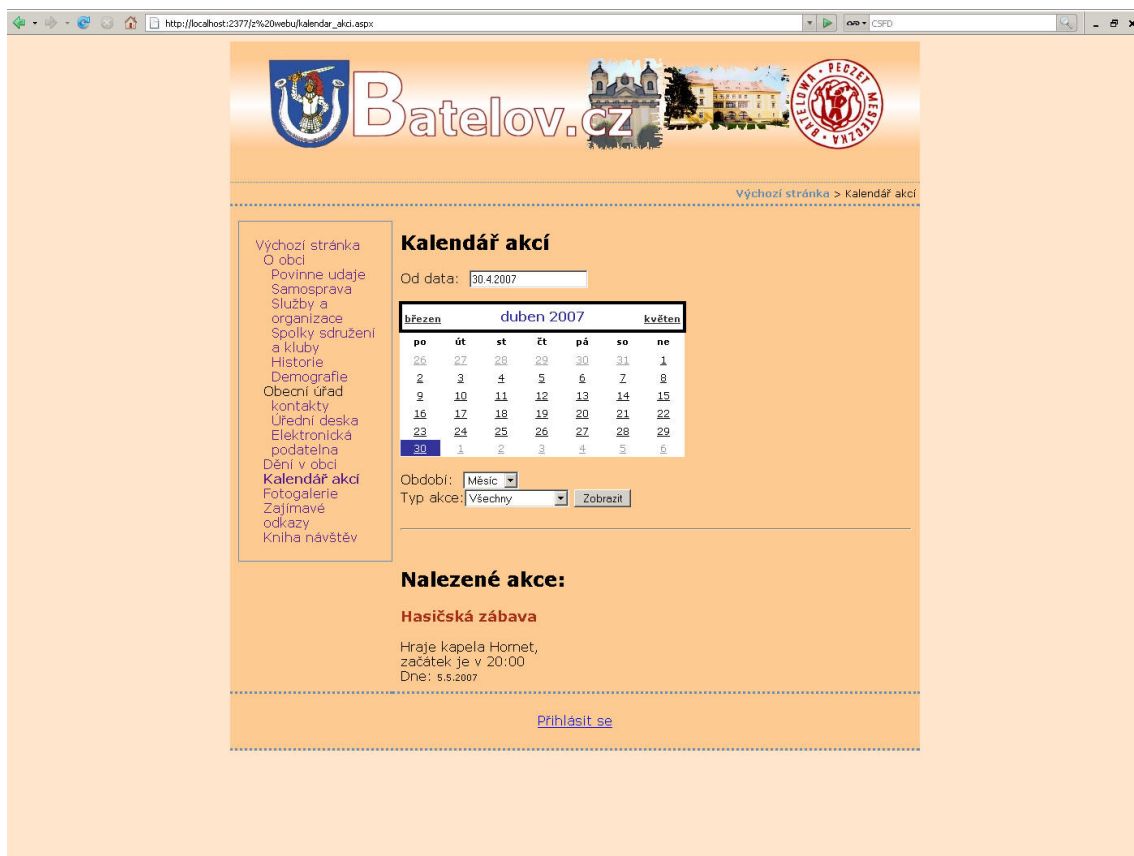 http://localhost:2377/z%20webu/kalendar_akci.aspx
CSFD
Batelov.cz
PECZET MESTECZKA BATELOWA
Výchozí stránka > Kalendář akcí
Výchozí stránka
O obci
Povinne udaje
Samosprava
Služby a
organizace
Spolky sdružení
a kluby
Historie
Demografie
Obecní úřad
kontakty
Úřední deska
Elektronická
podatelna
Dění v obci
Kalendář akcí
Fotogalerie
Zajímavé
odkazy
Kniha návštěv
Kalendář akcí
Od data: 30.4.2007
březen duben 2007 květen
po út st čt pá so ne
26 27 28 29 30 31 1
2 3 4 5 6 7 8
9 10 11 12 13 14 15
16 17 18 19 20 21 22
23 24 25 26 27 28 29
30 1 2 3 4 5 6
Období: Měsíc
Typ akce: Všechny Zobrazit
Nalezené akce:
Hasičská zábava
Hraje kapela Hornet,
začátek je v 20:00
Dne: 5.5.2007
Přihlásit se